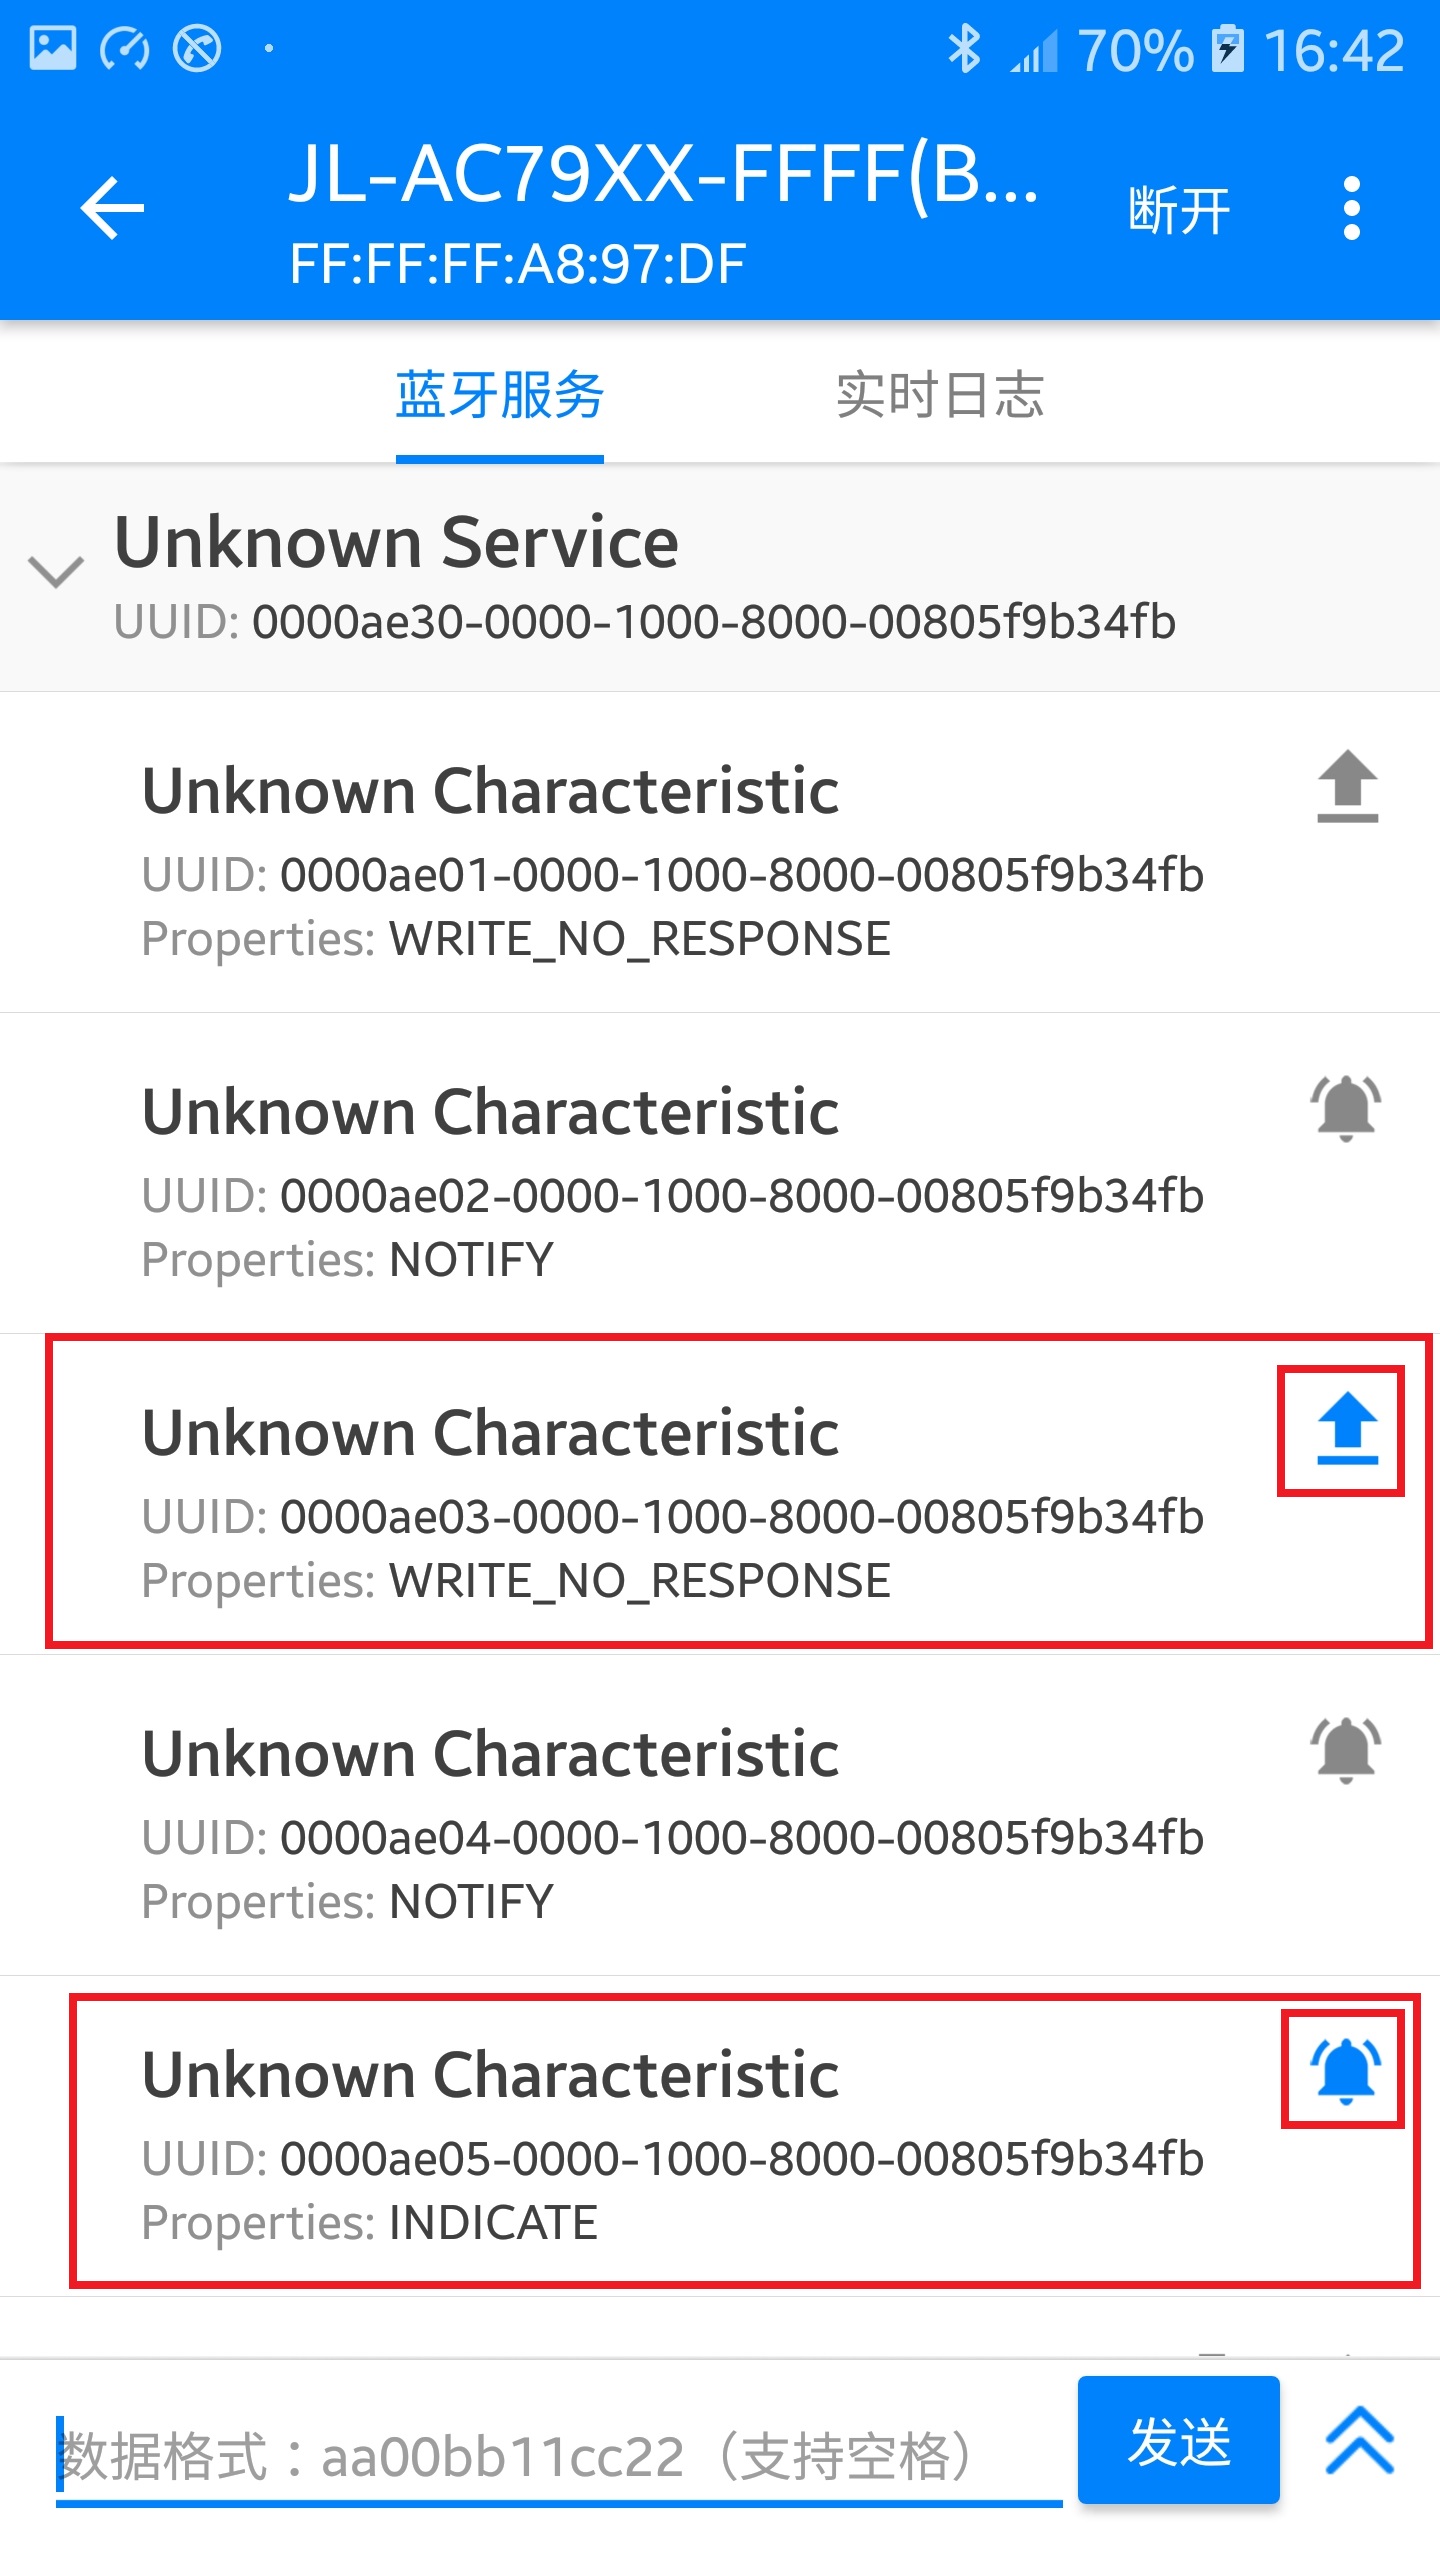 70% 16:42
JL-AC79XX-FFFF(B...
FF:FF:FF:A8:97:DF
断开
蓝牙服务 实时日志
Unknown Service
UUID: 0000ae30-0000-1000-8000-00805f9b34fb
Unknown Characteristic
UUID: 0000ae01-0000-1000-8000-00805f9b34fb
Properties: WRITE_NO_RESPONSE
Unknown Characteristic
UUID: 0000ae02-0000-1000-8000-00805f9b34fb
Properties: NOTIFY
Unknown Characteristic
UUID: 0000ae03-0000-1000-8000-00805f9b34fb
Properties: WRITE_NO_RESPONSE
Unknown Characteristic
UUID: 0000ae04-0000-1000-8000-00805f9b34fb
Properties: NOTIFY
Unknown Characteristic
UUID: 0000ae05-0000-1000-8000-00805f9b34fb
Properties: INDICATE
数据格式：aa00bb11cc22（支持空格）
发送